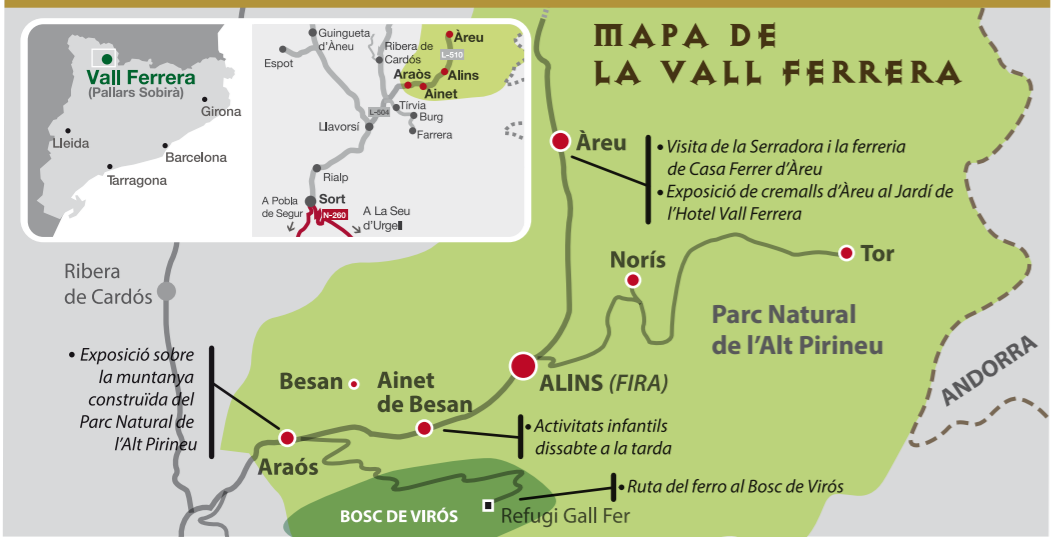 MAPA DE
LA VALL FERRERA
Vall Ferrera
(Pallars Sobirà)
Girona
Lleida
Barcelona
Tarragona
Guingueta
d'Àneu
Espot
Ribera de
Cardós
Àreu
L-510
Araòs
Alins
Ainet
L-504
Tírvia
Burg
Farrera
Llavorsí
Rialp
Sort
N-260
A Pobla
de Segur
A La Seu
d'Urgell
Àreu
• Visita de la Serradora i la ferreria
de Casa Ferrer d'Àreu
• Exposició de cremalls d'Àreu al Jardí de
l'Hotel Vall Ferrera
Ribera
de Cardós
Norís
Tor
Parc Natural
de l'Alt Pirineu
ANDORRA
• Exposició sobre
la muntanya
construïda del
Parc Natural de
l'Alt Pirineu
Besan
Ainet
de Besan
ALINS (FIRA)
• Activitats infantils
dissabte a la tarda
Araós
• Ruta del ferro al Bosc de Virós
BOSC DE VIRÓS
Refugi Gall Fer